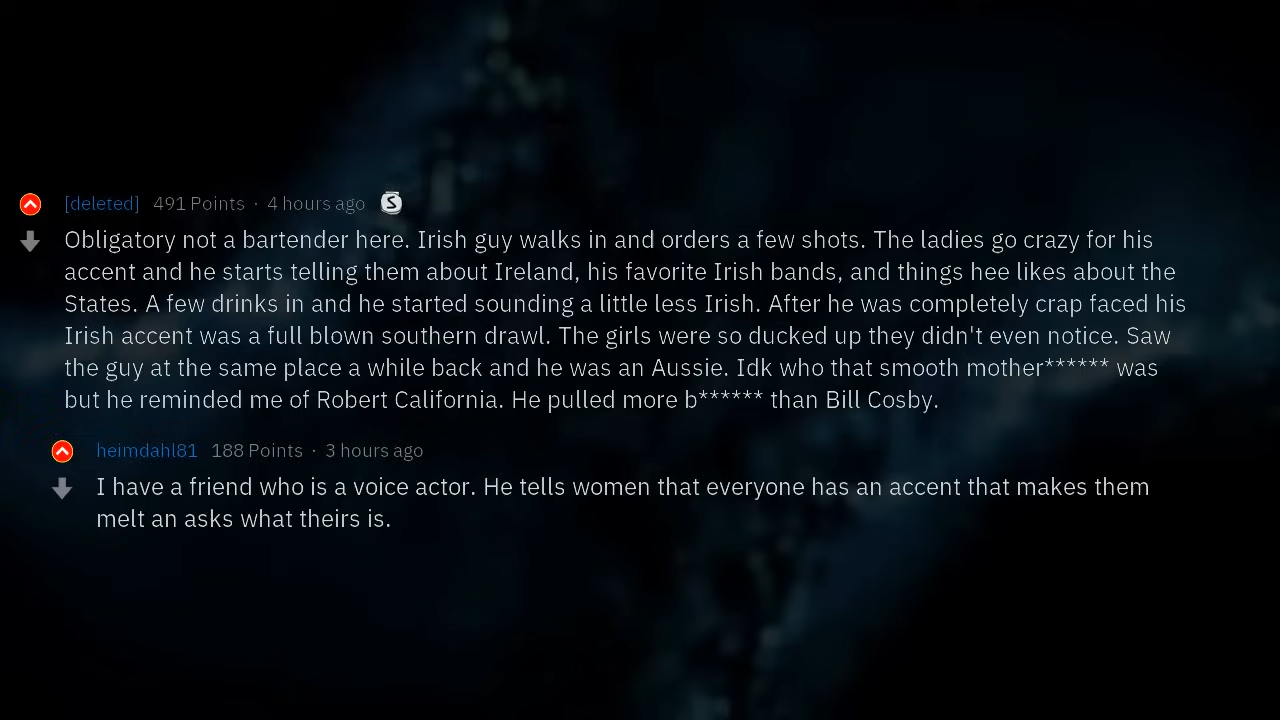 [deleted] 491 Points · 4 hours ago S
Obligatory not a bartender here. Irish guy walks in and orders a few shots. The ladies go crazy for his
accent and he starts telling them about Ireland, his favorite Irish bands, and things hee likes about the
States. A few drinks in and he started sounding a little less Irish. After he was completely crap faced his
Irish accent was a full blown southern drawl. The girls were so ducked up they didn't even notice. Saw
the guy at the same place a while back and he was an Aussie. Idk who that smooth mother****** was
but he reminded me of Robert California. He pulled more b****** than Bill Cosby.
heimdahl81 188 Points · 3 hours ago
I have a friend who is a voice actor. He tells women that everyone has an accent that makes them
melt an asks what theirs is.